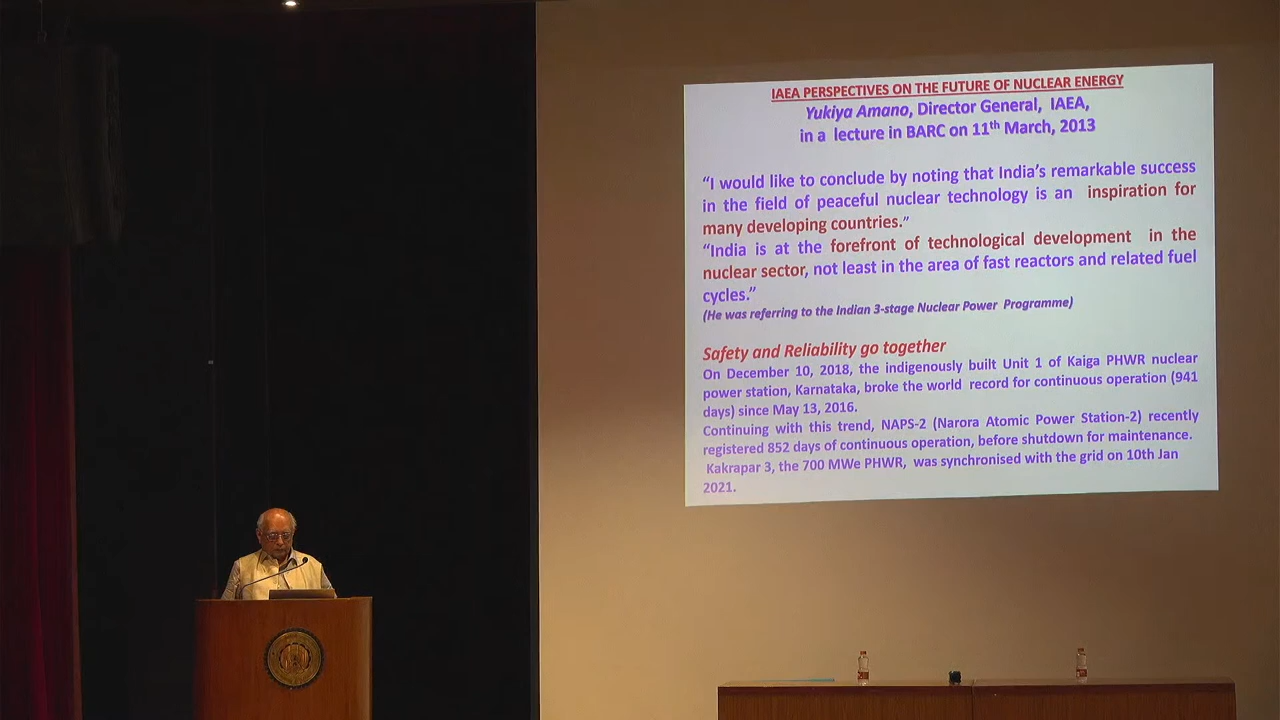 IAEA PERSPECTIVES ON THE FUTURE OF NUCLEAR ENERGY
Yukiya Amano, Director General, IAEA,
in a lecture in BARC on 11th March, 2013
“I would like to conclude by noting that India’s remarkable success
in the field of peaceful nuclear technology is an inspiration for
many developing countries.”
“India is at the forefront of technological development in the
nuclear sector, not least in the area of fast reactors and related fuel
cycles.”
(He was referring to the Indian 3-stage Nuclear Power Programme)
Safety and Reliability go together
On December 10, 2018, the indigenously built Unit 1 of Kaiga PHWR nuclear
power station, Karnataka, broke the world record for continuous operation (941
days) since May 13, 2016.
Continuing with this trend, NAPS-2 (Narora Atomic Power Station-2) recently
registered 852 days of continuous operation, before shutdown for maintenance.
Kakrapar 3, the 700 MWe PHWR, was synchronised with the grid on 10th Jan
2021.